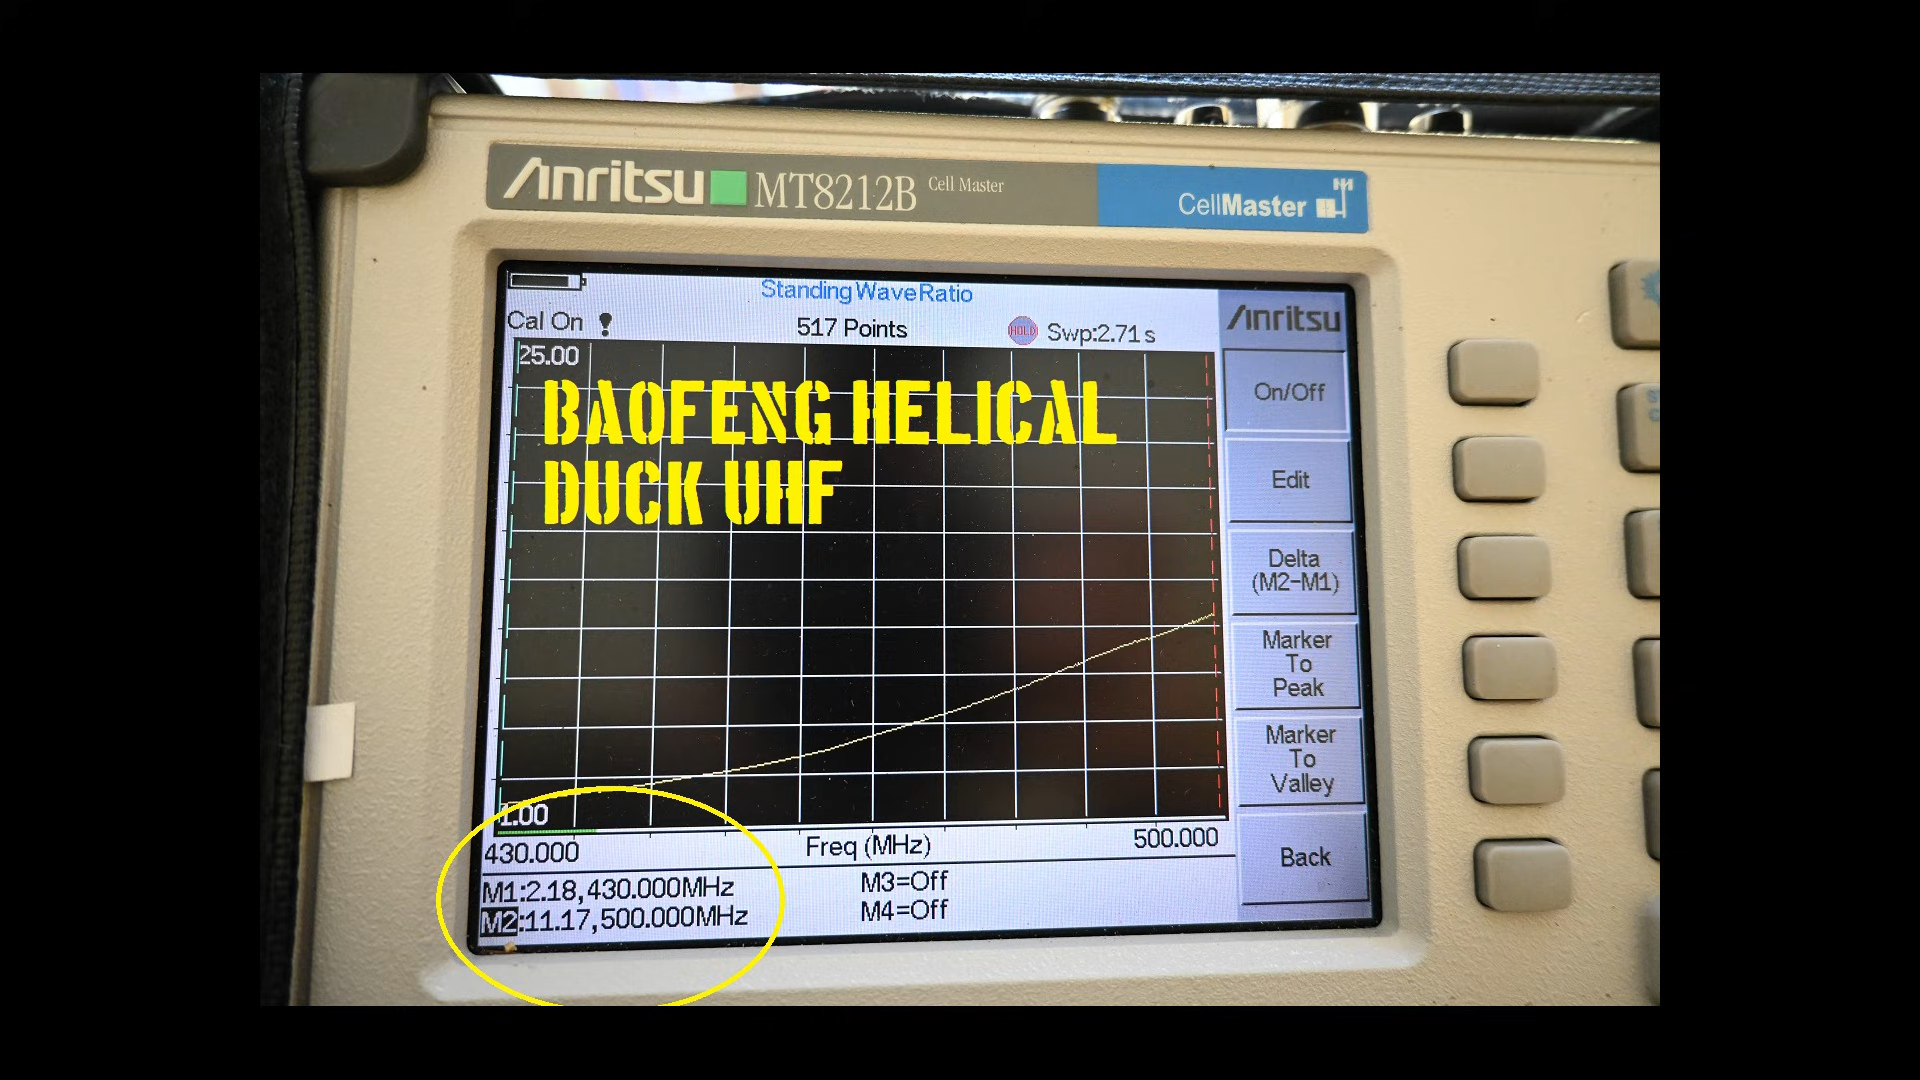 Anritsu MT8212B Cell Master
CellMaster
Standing Wave Ratio
Cal On
517 Points
HOLD
Swp:2.71 s
Anritsu
25.00
BAOFENG HELICAL
DUCK UHF
On/Off
Edit
Delta
(M2-M1)
Marker
To
Peak
Marker
To
Valley
Back
1.00
430.000
Freq (MHz)
500.000
M1:2.18,430.000MHz
M3=Off
M2:11.17,500.000MHz
M4=Off